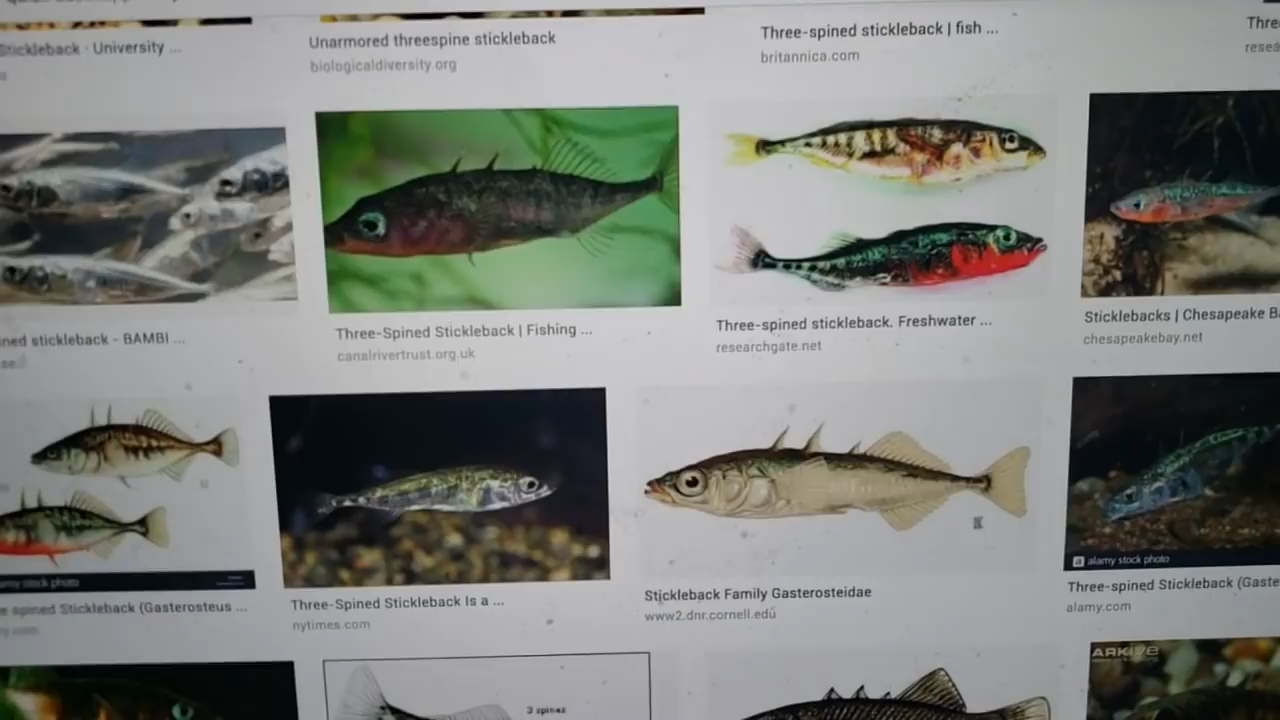 Stickleback · University ...
Unarmored threespine stickleback
biologicaldiversity.org
Three-spined stickleback | fish ...
britannica.com
Thre
resea
ined stickleback - BAMBI ...
Three-Spined Stickleback | Fishing ...
canalrivertrust.org.uk
Three-spined stickleback. Freshwater ...
researchgate.net
Sticklebacks | Chesapeake Ba
chesapeakebay.net
alamy stock photo
spined Stickleback (Gasterosteus ...
Three-Spined Stickleback Is a ...
nytimes.com
Stickleback Family Gasterosteidae
www2.dnr.cornell.edu
a alamy stock photo
Three-spined Stickleback (Gaste
alamy.com
3 spines
ARKIVE